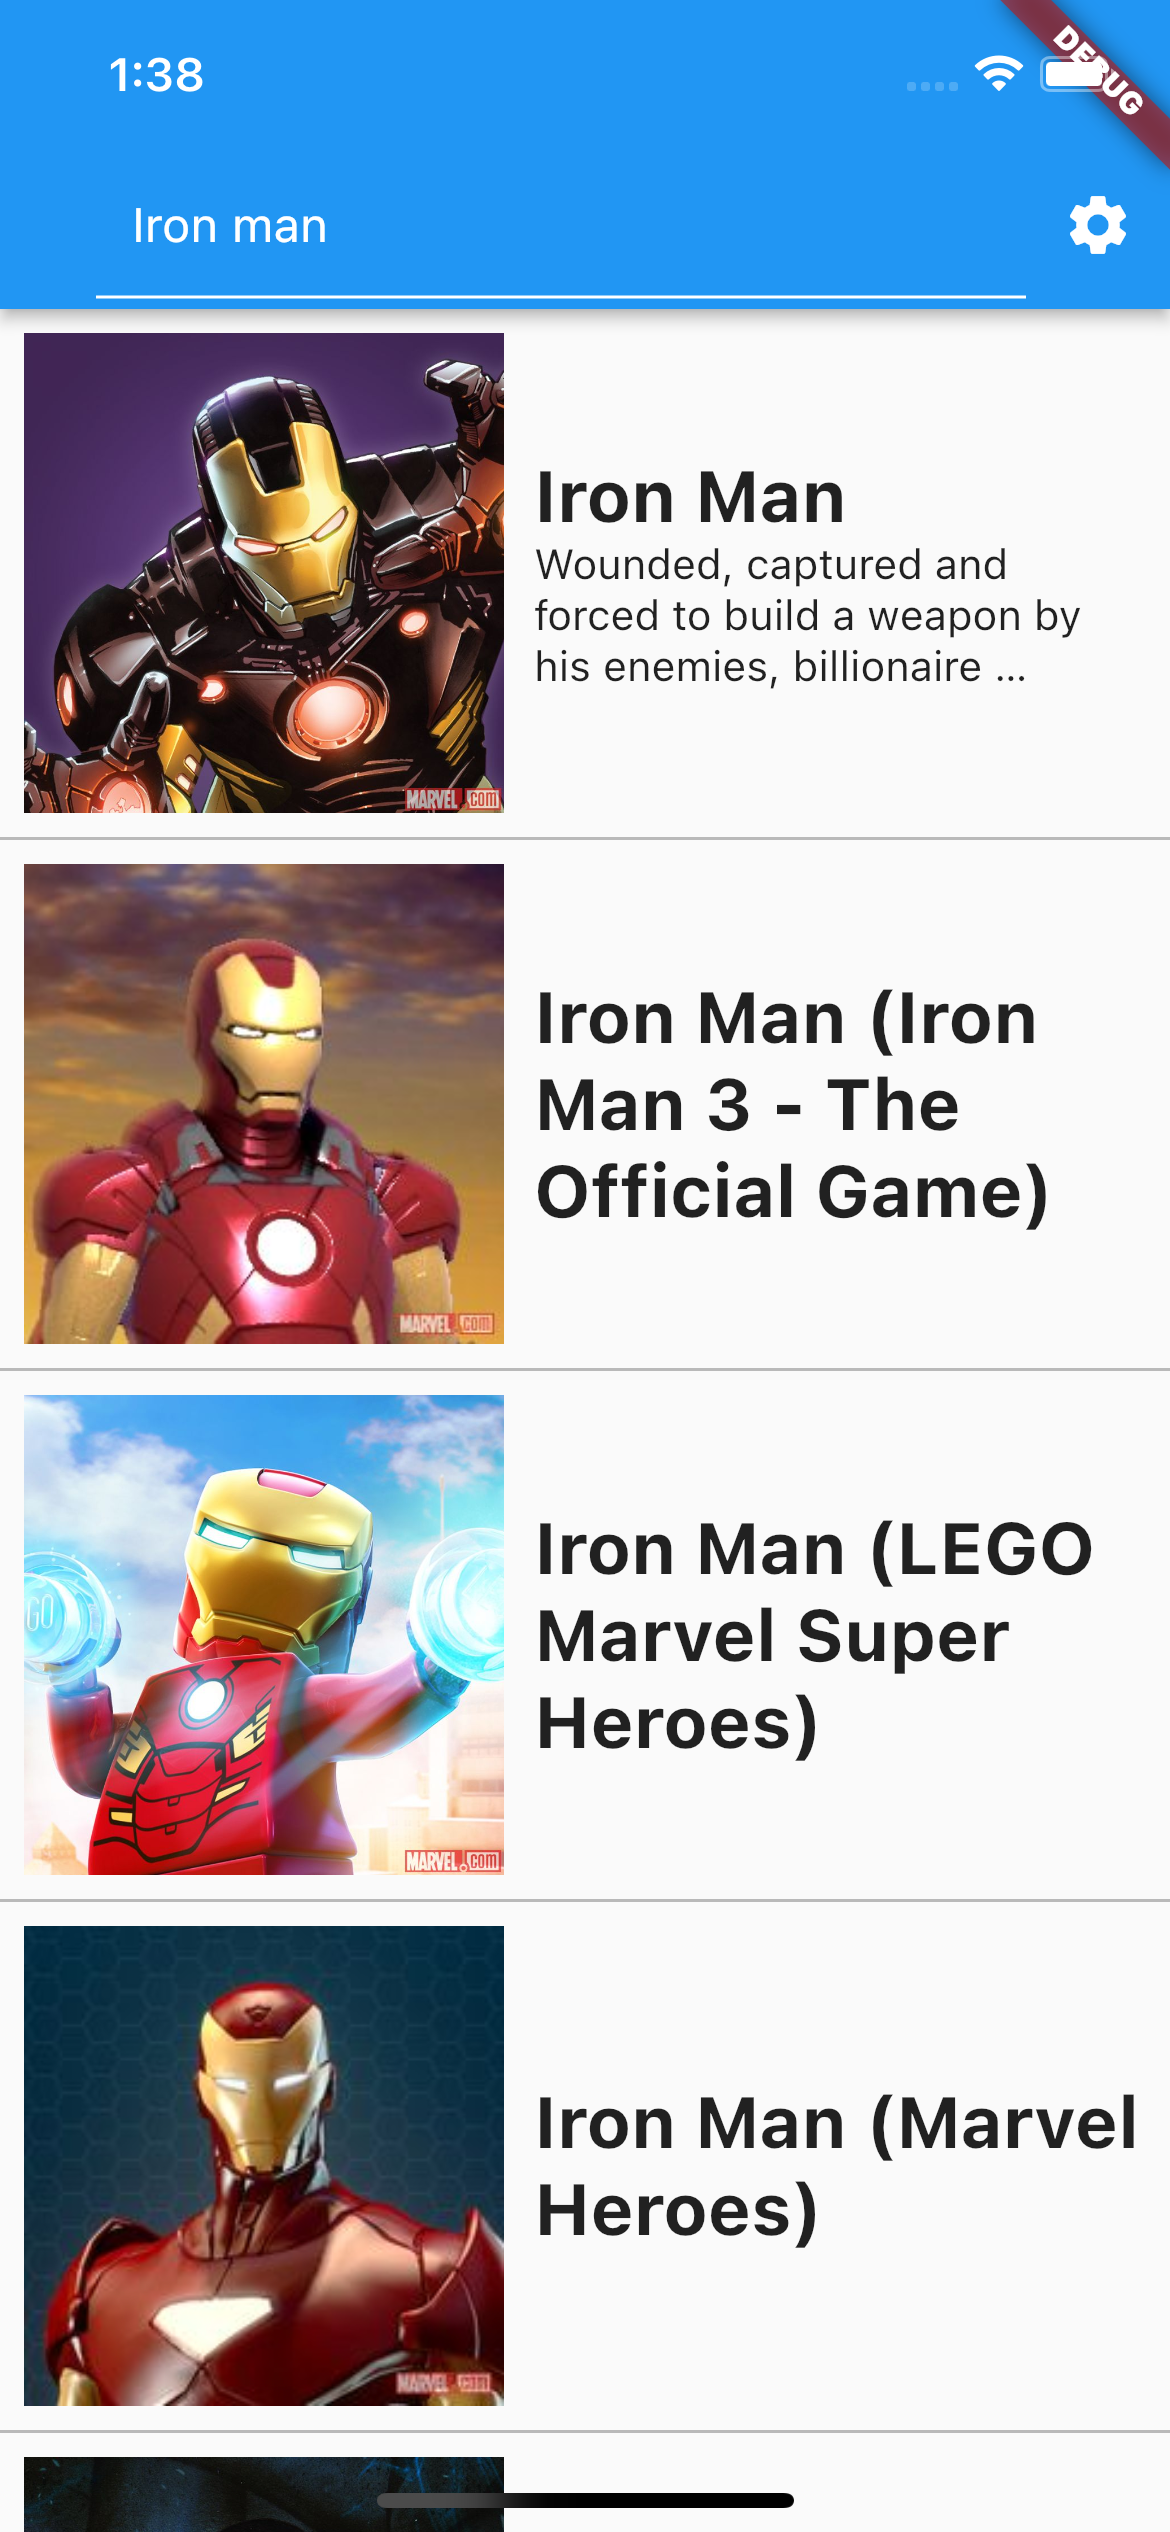 1:38
DEBUG
Iron man
Iron Man
Wounded, captured and
forced to build a weapon by
his enemies, billionaire ...
MARVEL.com
Iron Man (Iron
Man 3 - The
Official Game)
MARVEL.com
GO
Iron Man (LEGO
Marvel Super
Heroes)
MARVEL.com
Iron Man (Marvel
Heroes)
MARVEL.com